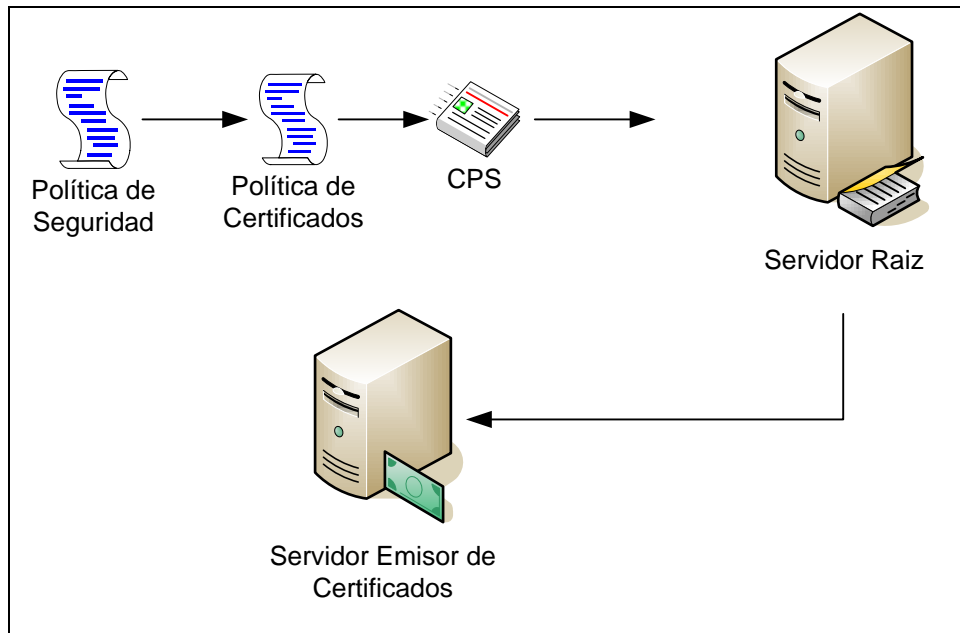 Política de
Seguridad
Política de
Certificados
CPS
Servidor Raiz
Servidor Emisor de
Certificados